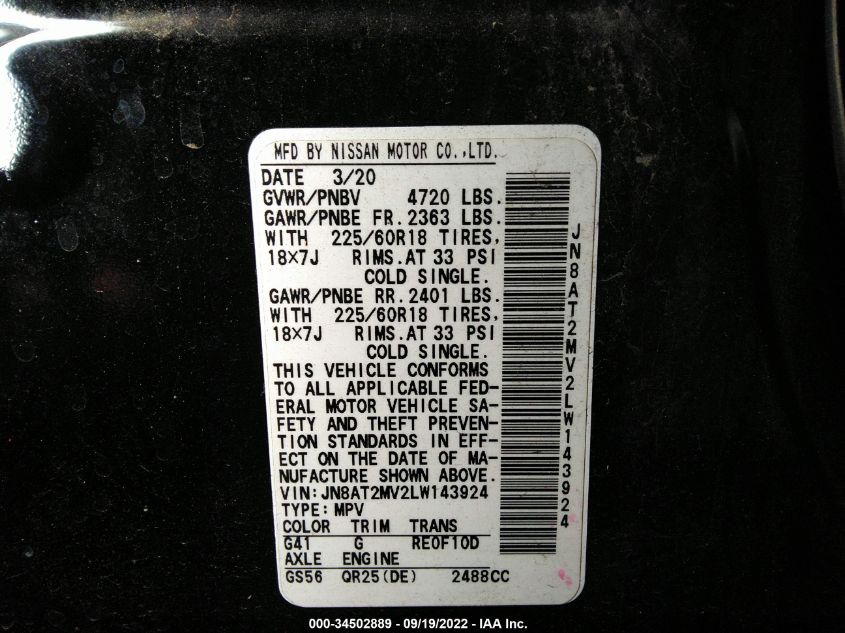 MFD BY NISSAN MOTOR CO.,LTD.
DATE 3/20
GVWR/PNBV 4720 LBS.
GAWR/PNBE FR. 2363 LBS.
WITH 225/60R18 TIRES,
18×7J RIMS.AT 33 PSI
COLD SINGLE.
GAWR/PNBE RR. 2401 LBS.
WITH 225/60R18 TIRES,
18×7J RIMS.AT 33 PSI
COLD SINGLE.
THIS VEHICLE CONFORMS
TO ALL APPLICABLE FED-
ERAL MOTOR VEHICLE SA-
FETY AND THEFT PREVEN-
TION STANDARDS IN EFF-
ECT ON THE DATE OF MA-
NUFACTURE SHOWN ABOVE.
VIN:JN8AT2MV2LW143924
TYPE:MPV
COLOR TRIM TRANS
G41 G RE0F10D
AXLE ENGINE
GS56 QR25(DE) 2488CC
JN8AT2MV2LW143924
000-34502889 - 09/19/2022 - IAA Inc.